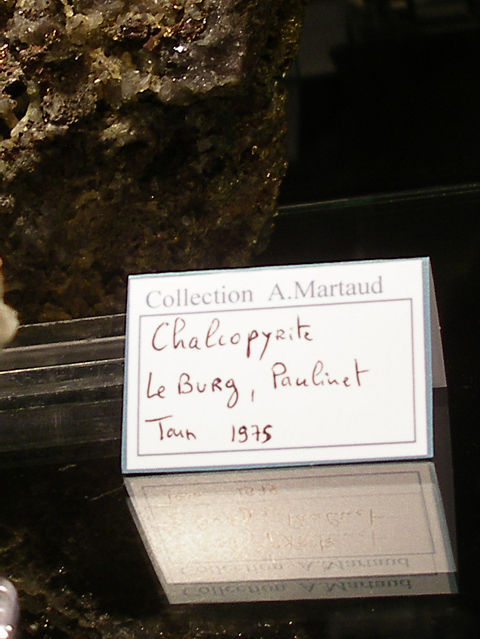 Collection A.Martaud
Chalcopyrite
Le Burg, Paulinet
Tarn 1975